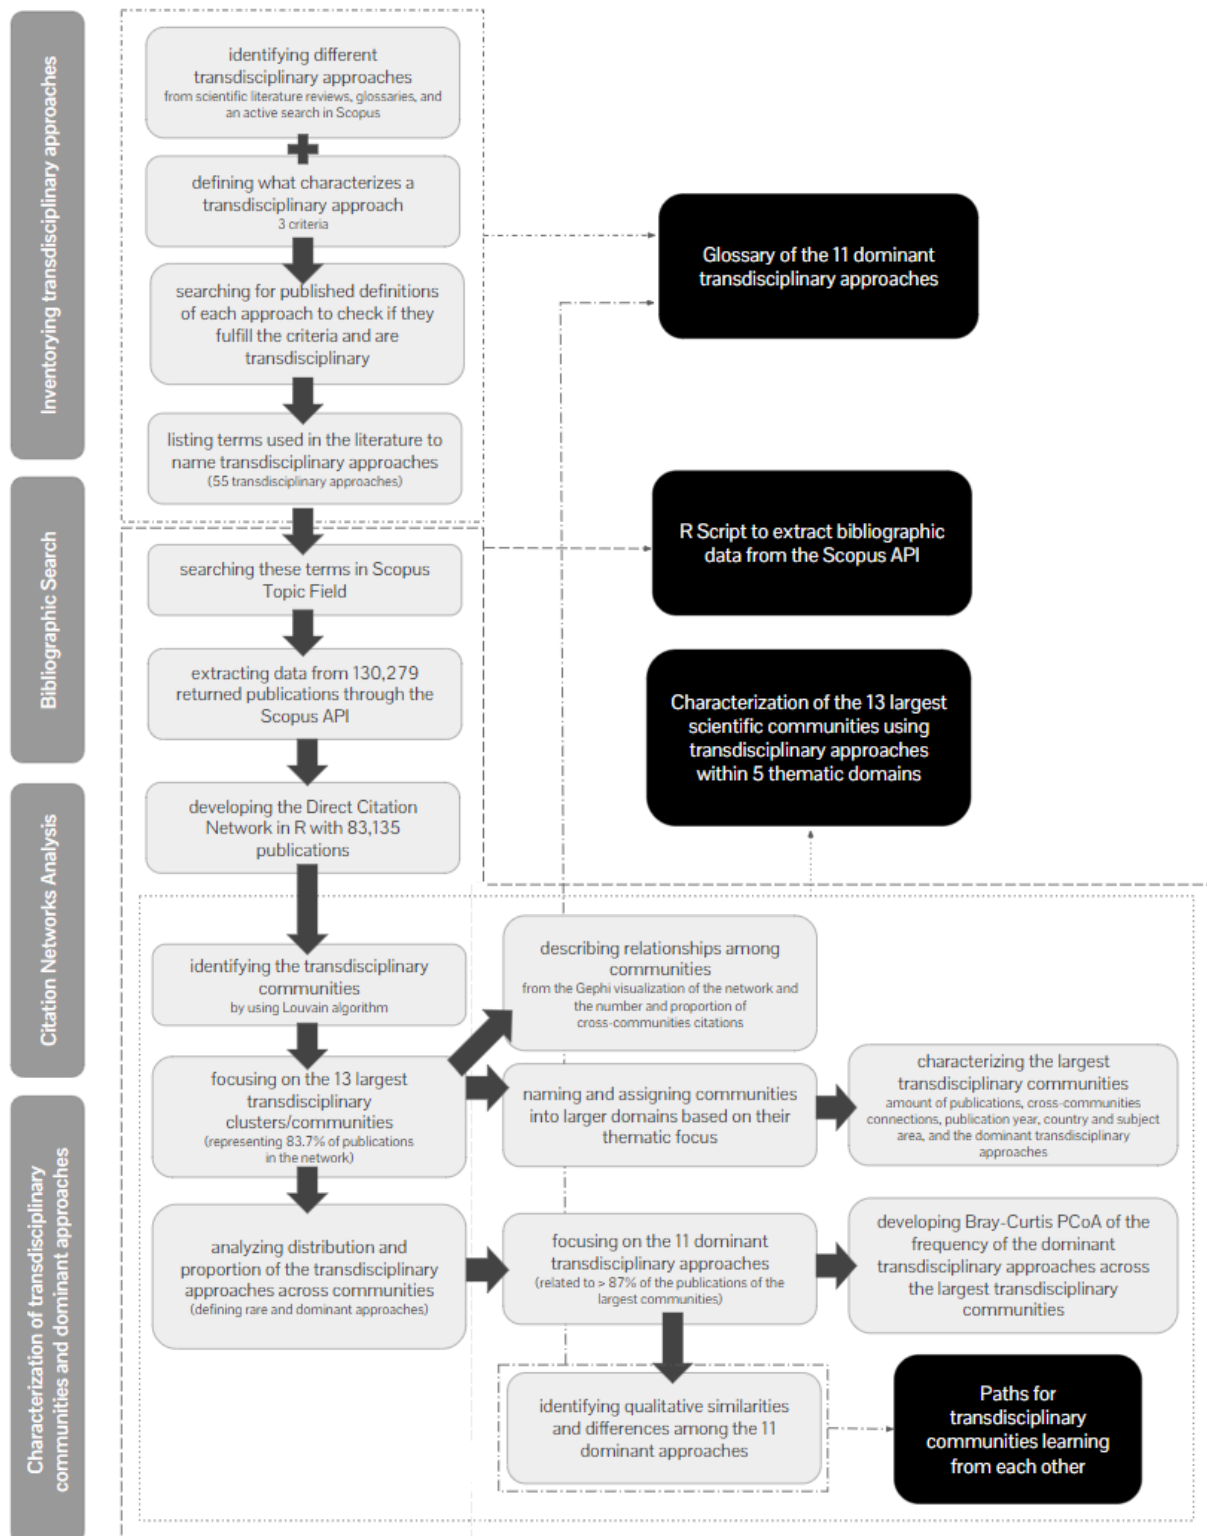 Inventorying transdisciplinary approaches
identifying different
transdisciplinary approaches
from scientific literature reviews, glossaries, and
an active search in Scopus
defining what characterizes a
transdisciplinary approach
3 criteria
searching for published definitions
of each approach to check if they
fulfill the criteria and are
transdisciplinary
listing terms used in the literature to
name transdisciplinary approaches
(55 transdisciplinary approaches)
Glossary of the 11 dominant
transdisciplinary approaches
Bibliographic Search
searching these terms in Scopus
Topic Field
extracting data from 130,279
returned publications through the
Scopus API
R Script to extract bibliographic
data from the Scopus API
Characterization of the 13 largest
scientific communities using
transdisciplinary approaches
within 5 thematic domains
Citation Networks Analysis
developing the Direct Citation
Network in R with 83,135
publications
identifying the transdisciplinary
communities
by using Louvain algorithm
describing relationships among
communities
from the Gephi visualization of the network and
the number and proportion of
cross-communities citations
Characterization of transdisciplinary
communities and dominant approaches
focusing on the 13 largest
transdisciplinary
clusters/communities
(representing 83.7% of publications
in the network)
naming and assigning communities
into larger domains based on their
thematic focus
characterizing the largest
transdisciplinary communities
amount of publications, cross-communities
connections, publication year, country and subject
area, and the dominant transdisciplinary
approaches
analyzing distribution and
proportion of the transdisciplinary
approaches across communities
(defining rare and dominant approaches)
focusing on the 11 dominant
transdisciplinary approaches
(related to > 87% of the publications of the
largest communities)
developing Bray-Curtis PCoA of the
frequency of the dominant
transdisciplinary approaches across
the largest transdisciplinary
communities
identifying qualitative similarities
and differences among the 11
dominant approaches
Paths for
transdisciplinary
communities learning
from each other